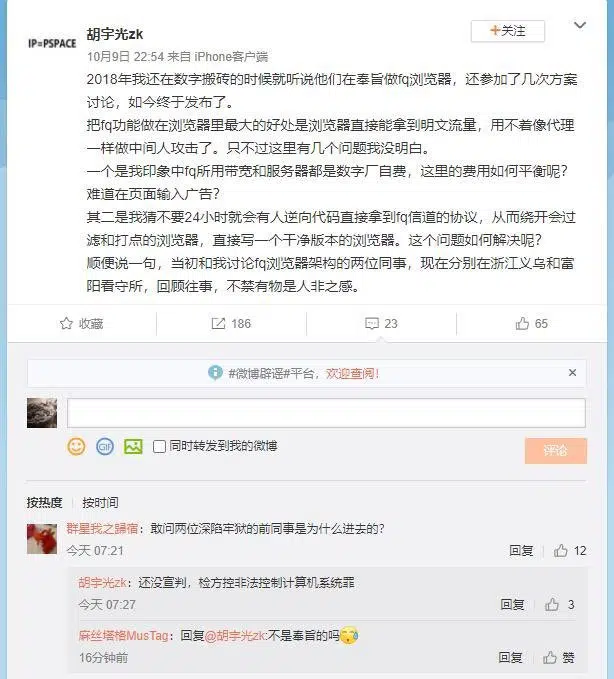 IP=PSPACE
胡宇光zk
+关注
10月9日 22:54 来自 iPhone客户端
2018年我还在数字搬砖的时候就听说他们在奉旨做fq浏览器，还参加了几次方案
讨论，如今终于发布了。
把fq功能做在浏览器里最大的好处是浏览器直接能拿到明文流量，用不着像代理
一样做中间人攻击了。只不过这里有几个问题我没明白。
一个是我印象中fq所用带宽和服务器都是数字厂自费，这里的费用如何平衡呢？
难道在页面输入广告？
其二是我猜不要24小时就会有人逆向代码直接拿到fq信道的协议，从而绕开会过
滤和打点的浏览器，直接写一个干净版本的浏览器。这个问题如何解决呢？
顺便说一句，当初和我讨论fq浏览器架构的两位同事，现在分别在浙江义乌和富
阳看守所，回顾往事，不禁有物是人非之感。
收藏 186 23 65
#微博辟谣#平台，欢迎查阅！
GIF 同时转发到我的微博 评论
按热度 按时间
群星我之歸宿：敢问两位深陷牢狱的前同事是为什么进去的？
今天 07:21 回复 12
胡宇光zk：还没宣判，检方控非法控制计算机系统罪
今天 07:27 回复 3
麻丝塔格MusTag：回复@胡宇光zk:不是奉旨的吗
16分钟前 回复 赞